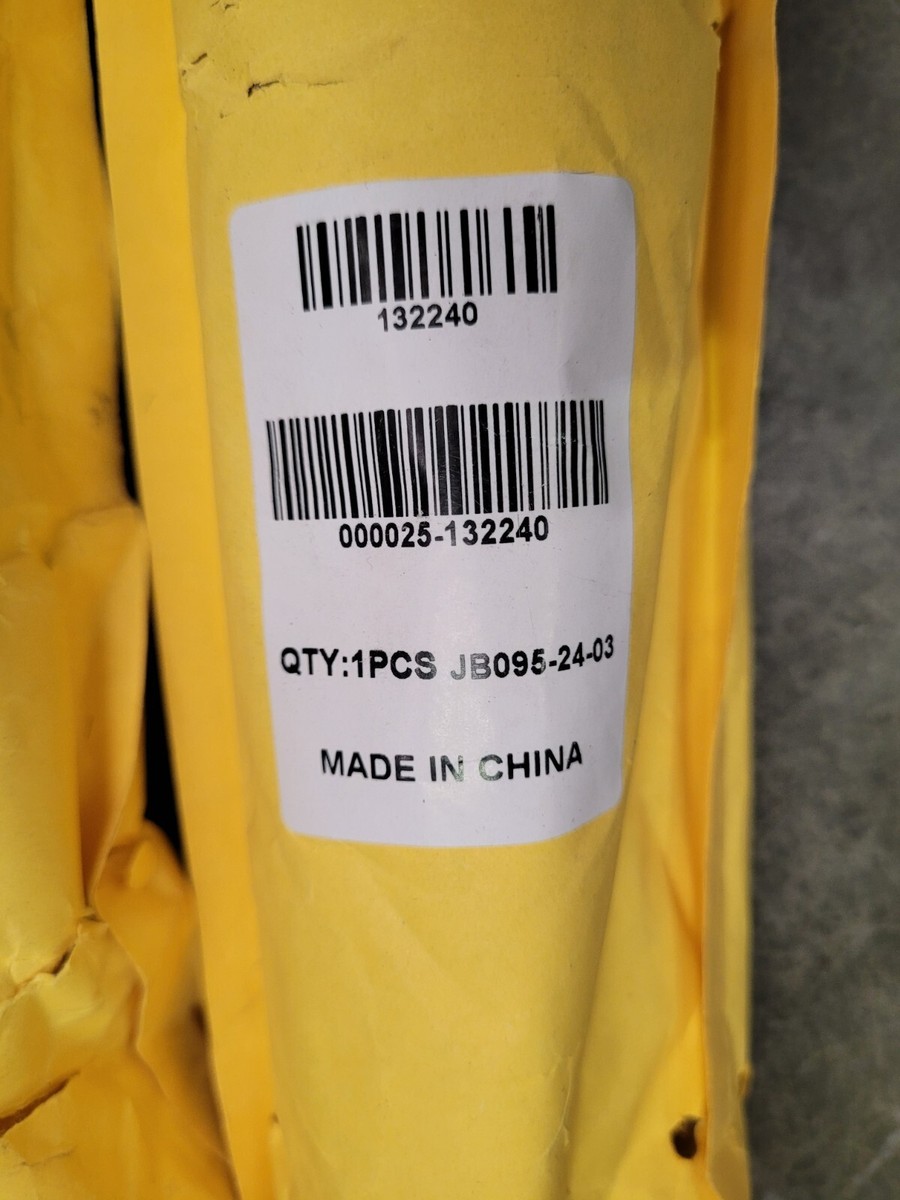 132240
000025-132240
QTY:1PCS JB095-24-03
MADE IN CHINA